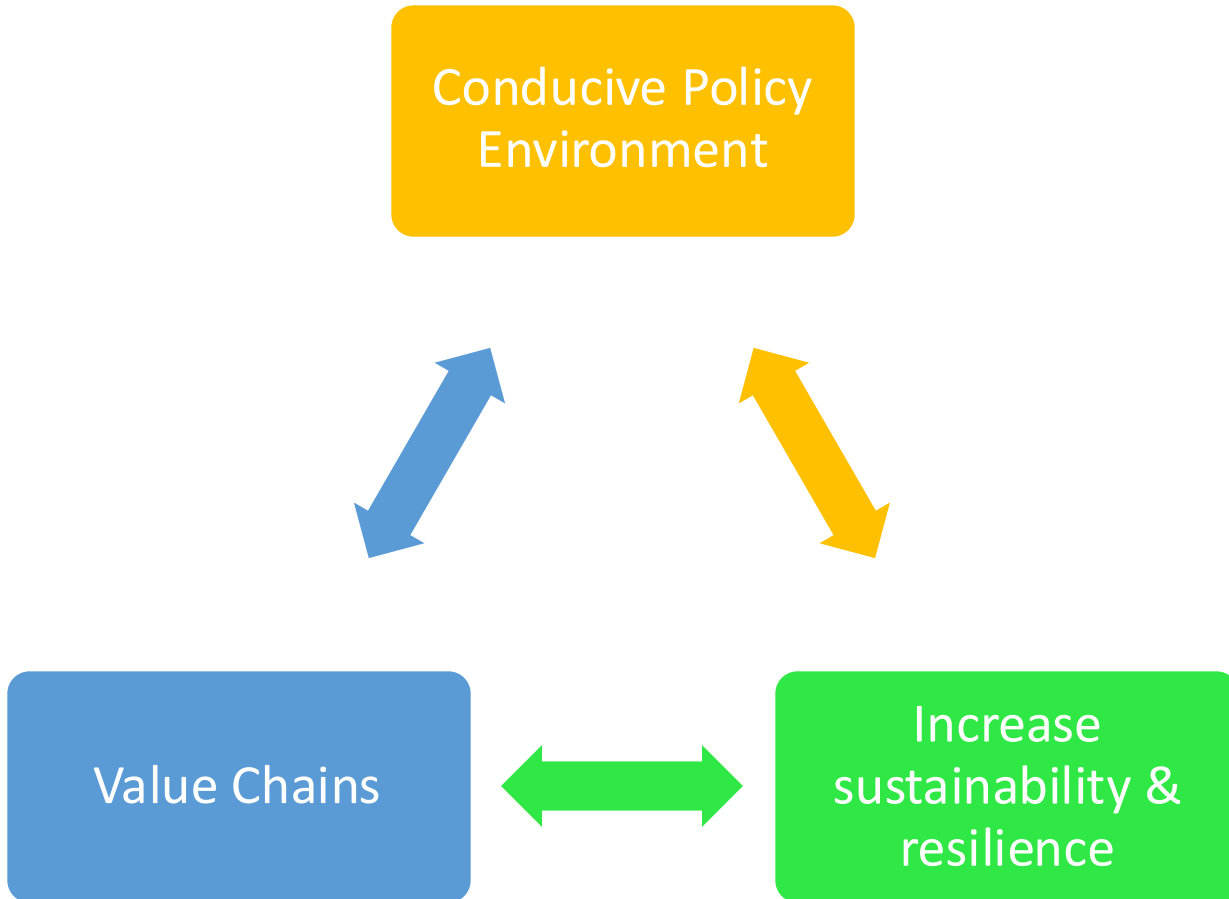 Conducive Policy
Environment
Value Chains
Increase
sustainability &
resilience